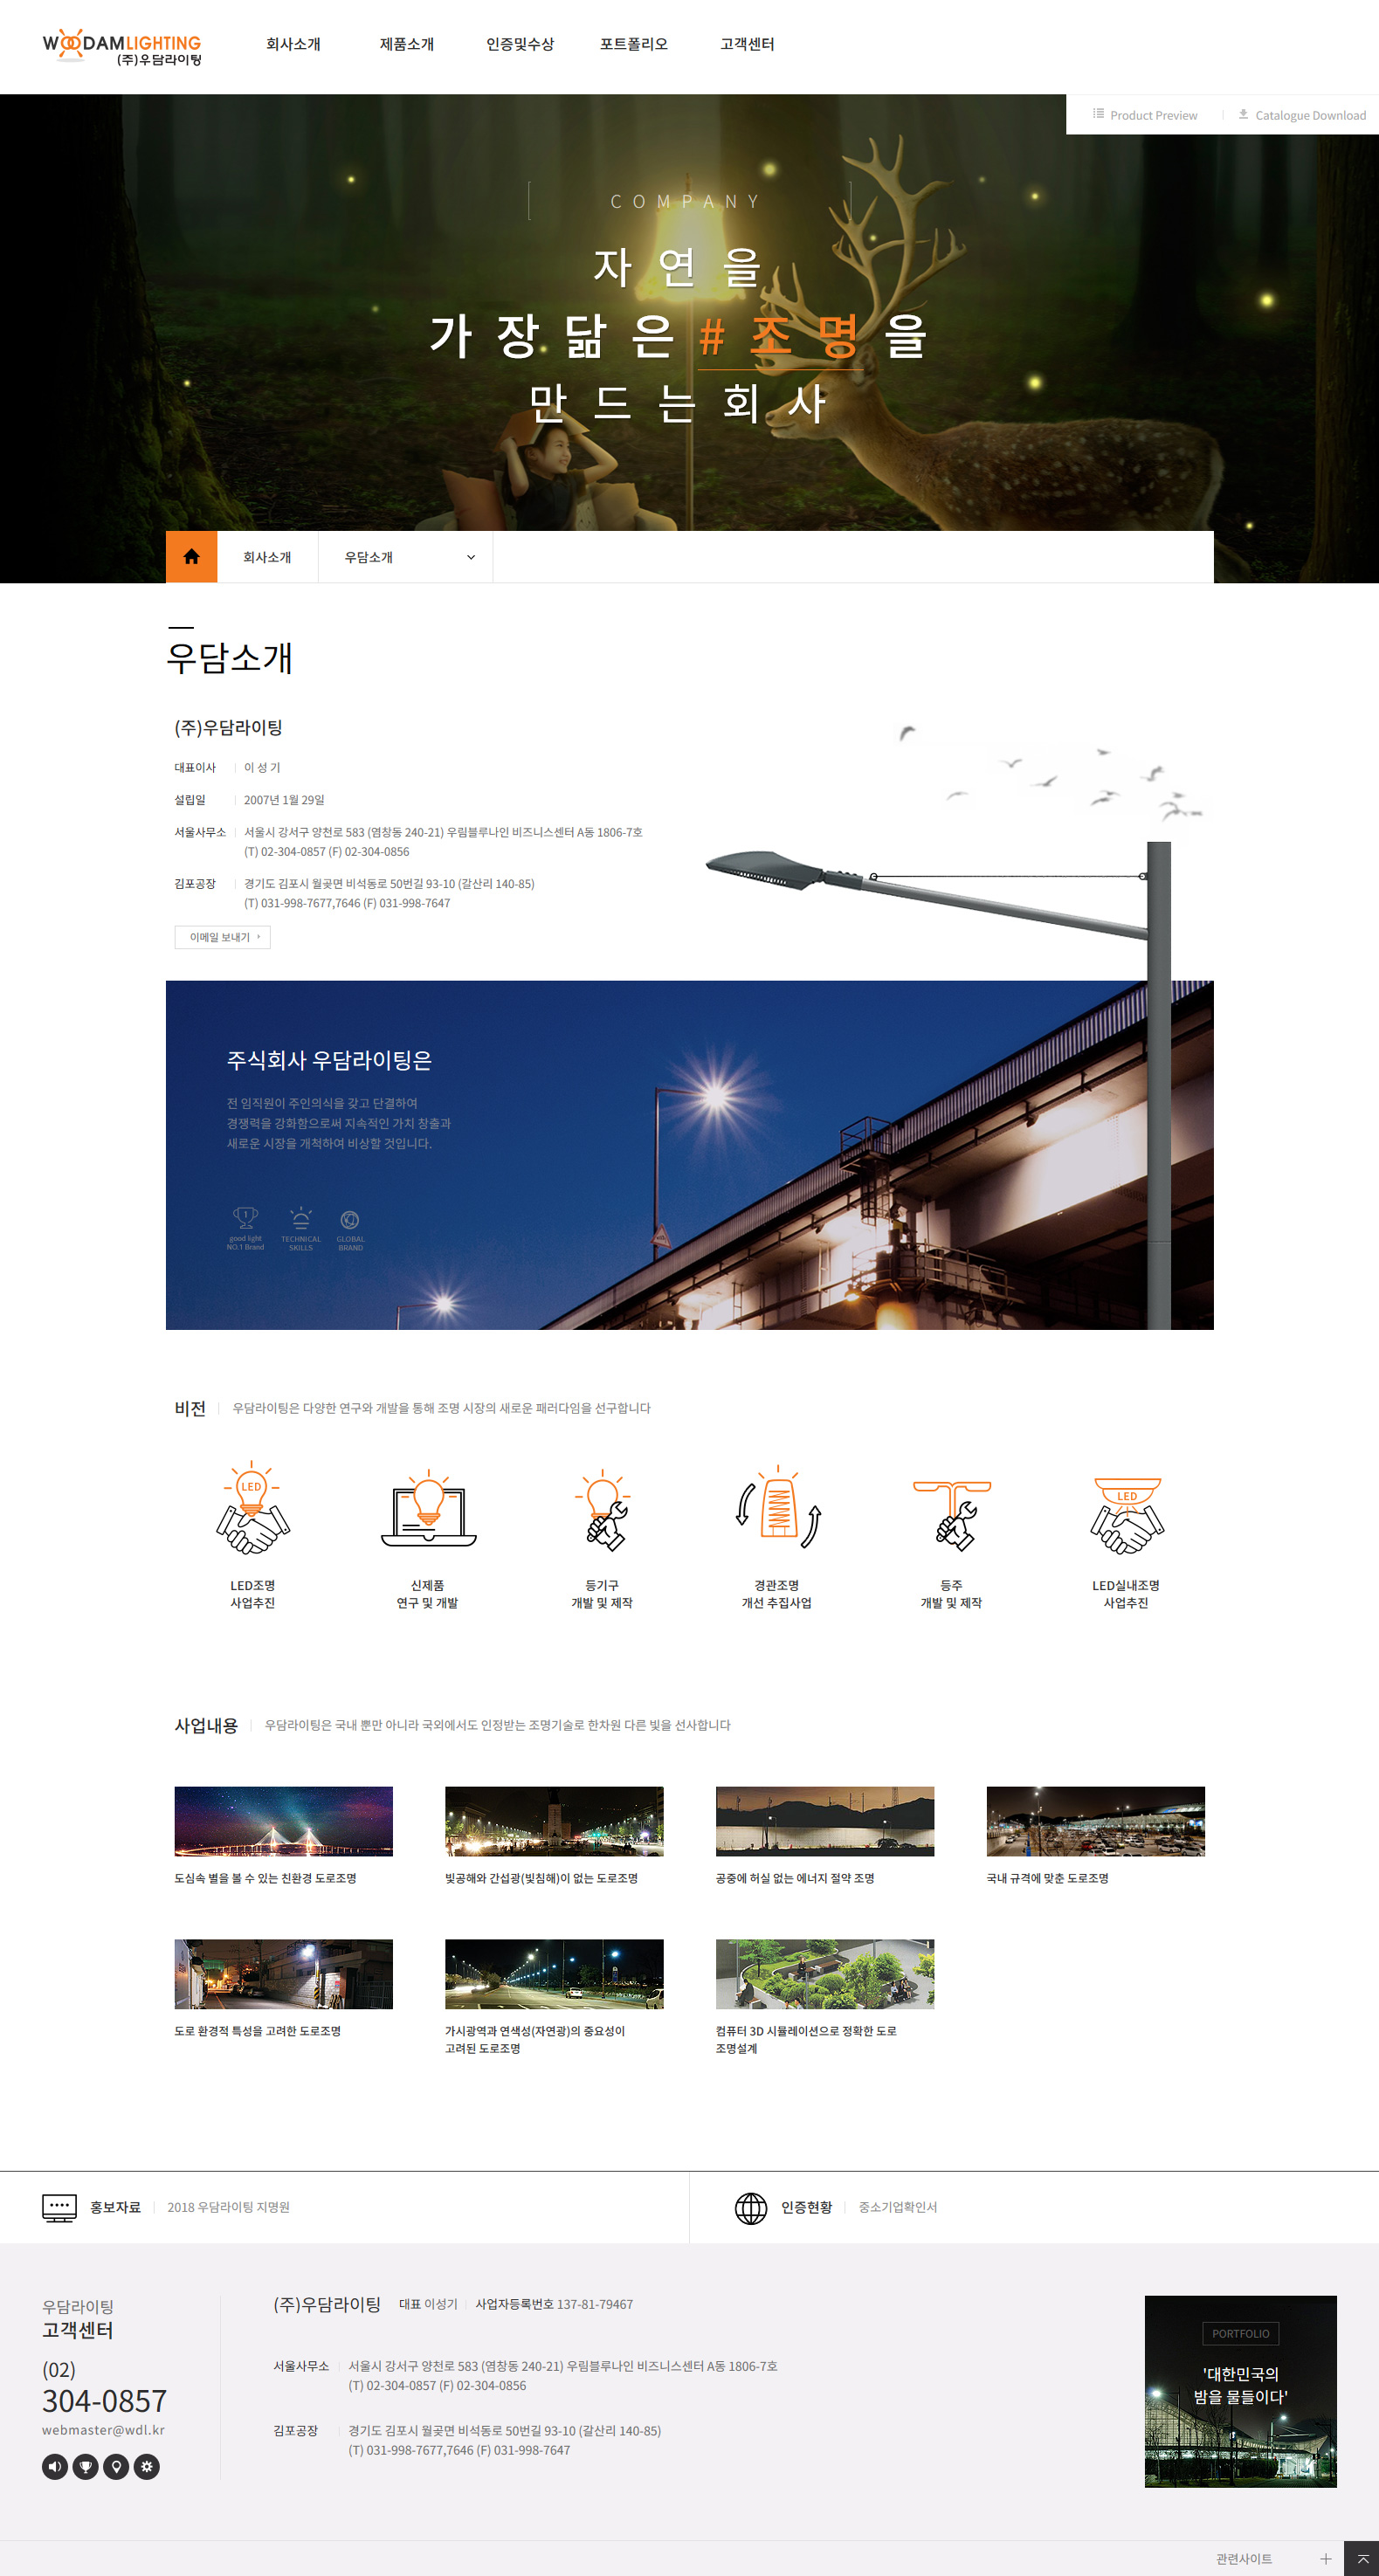 WOODAMLIGHTING
(주)우담라이팅
회사소개 제품소개 인증및수상 포트폴리오 고객센터
Product Preview Catalogue Download
COMPANY
자연을
가장닮은#조명을
만드는회사
회사소개 우담소개
우담소개
(주)우담라이팅
대표이사 이 성 기
설립일 2007년 1월 29일
서울사무소 서울시 강서구 양천로 583 (염창동 240-21) 우림블루나인 비즈니스센터 A동 1806-7호
(T) 02-304-0857 (F) 02-304-0856
김포공장 경기도 김포시 월곶면 비석동로 50번길 93-10 (갈산리 140-85)
(T) 031-998-7677,7646 (F) 031-998-7647
이메일 보내기
주식회사 우담라이팅은
전 임직원이 주인의식을 갖고 단결하여
경쟁력을 강화함으로써 지속적인 가치 창출과
새로운 시장을 개척하여 비상할 것입니다.
1
good light
NO.1 Brand
TECHNICAL
SKILLS
GLOBAL
BRAND
비전 우담라이팅은 다양한 연구와 개발을 통해 조명 시장의 새로운 패러다임을 선구합니다
LED
LED
LED조명
사업추진
신제품
연구 및 개발
등기구
개발 및 제작
경관조명
개선 추집사업
등주
개발 및 제작
LED실내조명
사업추진
사업내용 우담라이팅은 국내 뿐만 아니라 국외에서도 인정받는 조명기술로 한차원 다른 빛을 선사합니다
도심속 별을 볼 수 있는 친환경 도로조명
빛공해와 간섭광(빛침해)이 없는 도로조명
공중에 허실 없는 에너지 절약 조명
국내 규격에 맞춘 도로조명
도로 환경적 특성을 고려한 도로조명
가시광역과 연색성(자연광)의 중요성이
고려된 도로조명
컴퓨터 3D 시뮬레이션으로 정확한 도로
조명설계
홍보자료 2018 우담라이팅 지명원
인증현황 중소기업확인서
우담라이팅
고객센터
(02)
304-0857
webmaster@wdl.kr
(주)우담라이팅 대표 이성기 사업자등록번호 137-81-79467
서울사무소 서울시 강서구 양천로 583 (염창동 240-21) 우림블루나인 비즈니스센터 A동 1806-7호
(T) 02-304-0857 (F) 02-304-0856
김포공장 경기도 김포시 월곶면 비석동로 50번길 93-10 (갈산리 140-85)
(T) 031-998-7677,7646 (F) 031-998-7647
PORTFOLIO
'대한민국의
밤을 물들이다'
관련사이트